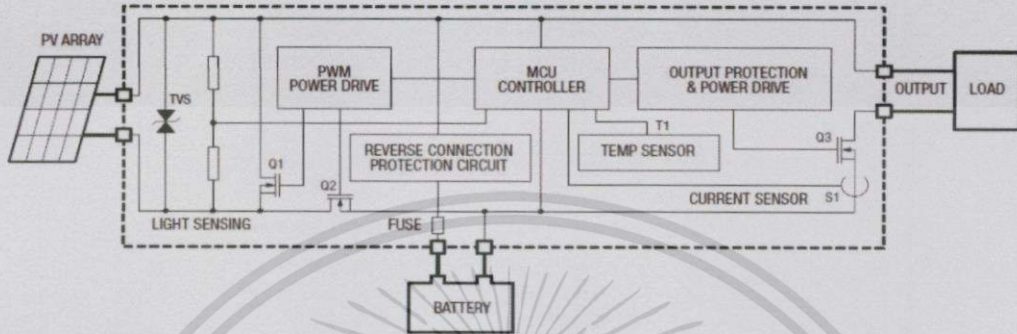 PV ARRAY
TVS
PWM
POWER DRIVE
MCU
CONTROLLER
OUTPUT PROTECTION
& POWER DRIVE
OUTPUT
LOAD
T1
TEMP SENSOR
Q3
REVERSE CONNECTION
PROTECTION CIRCUIT
Q1
Q2
S1
CURRENT SENSOR
LIGHT SENSING
FUSE
BATTERY